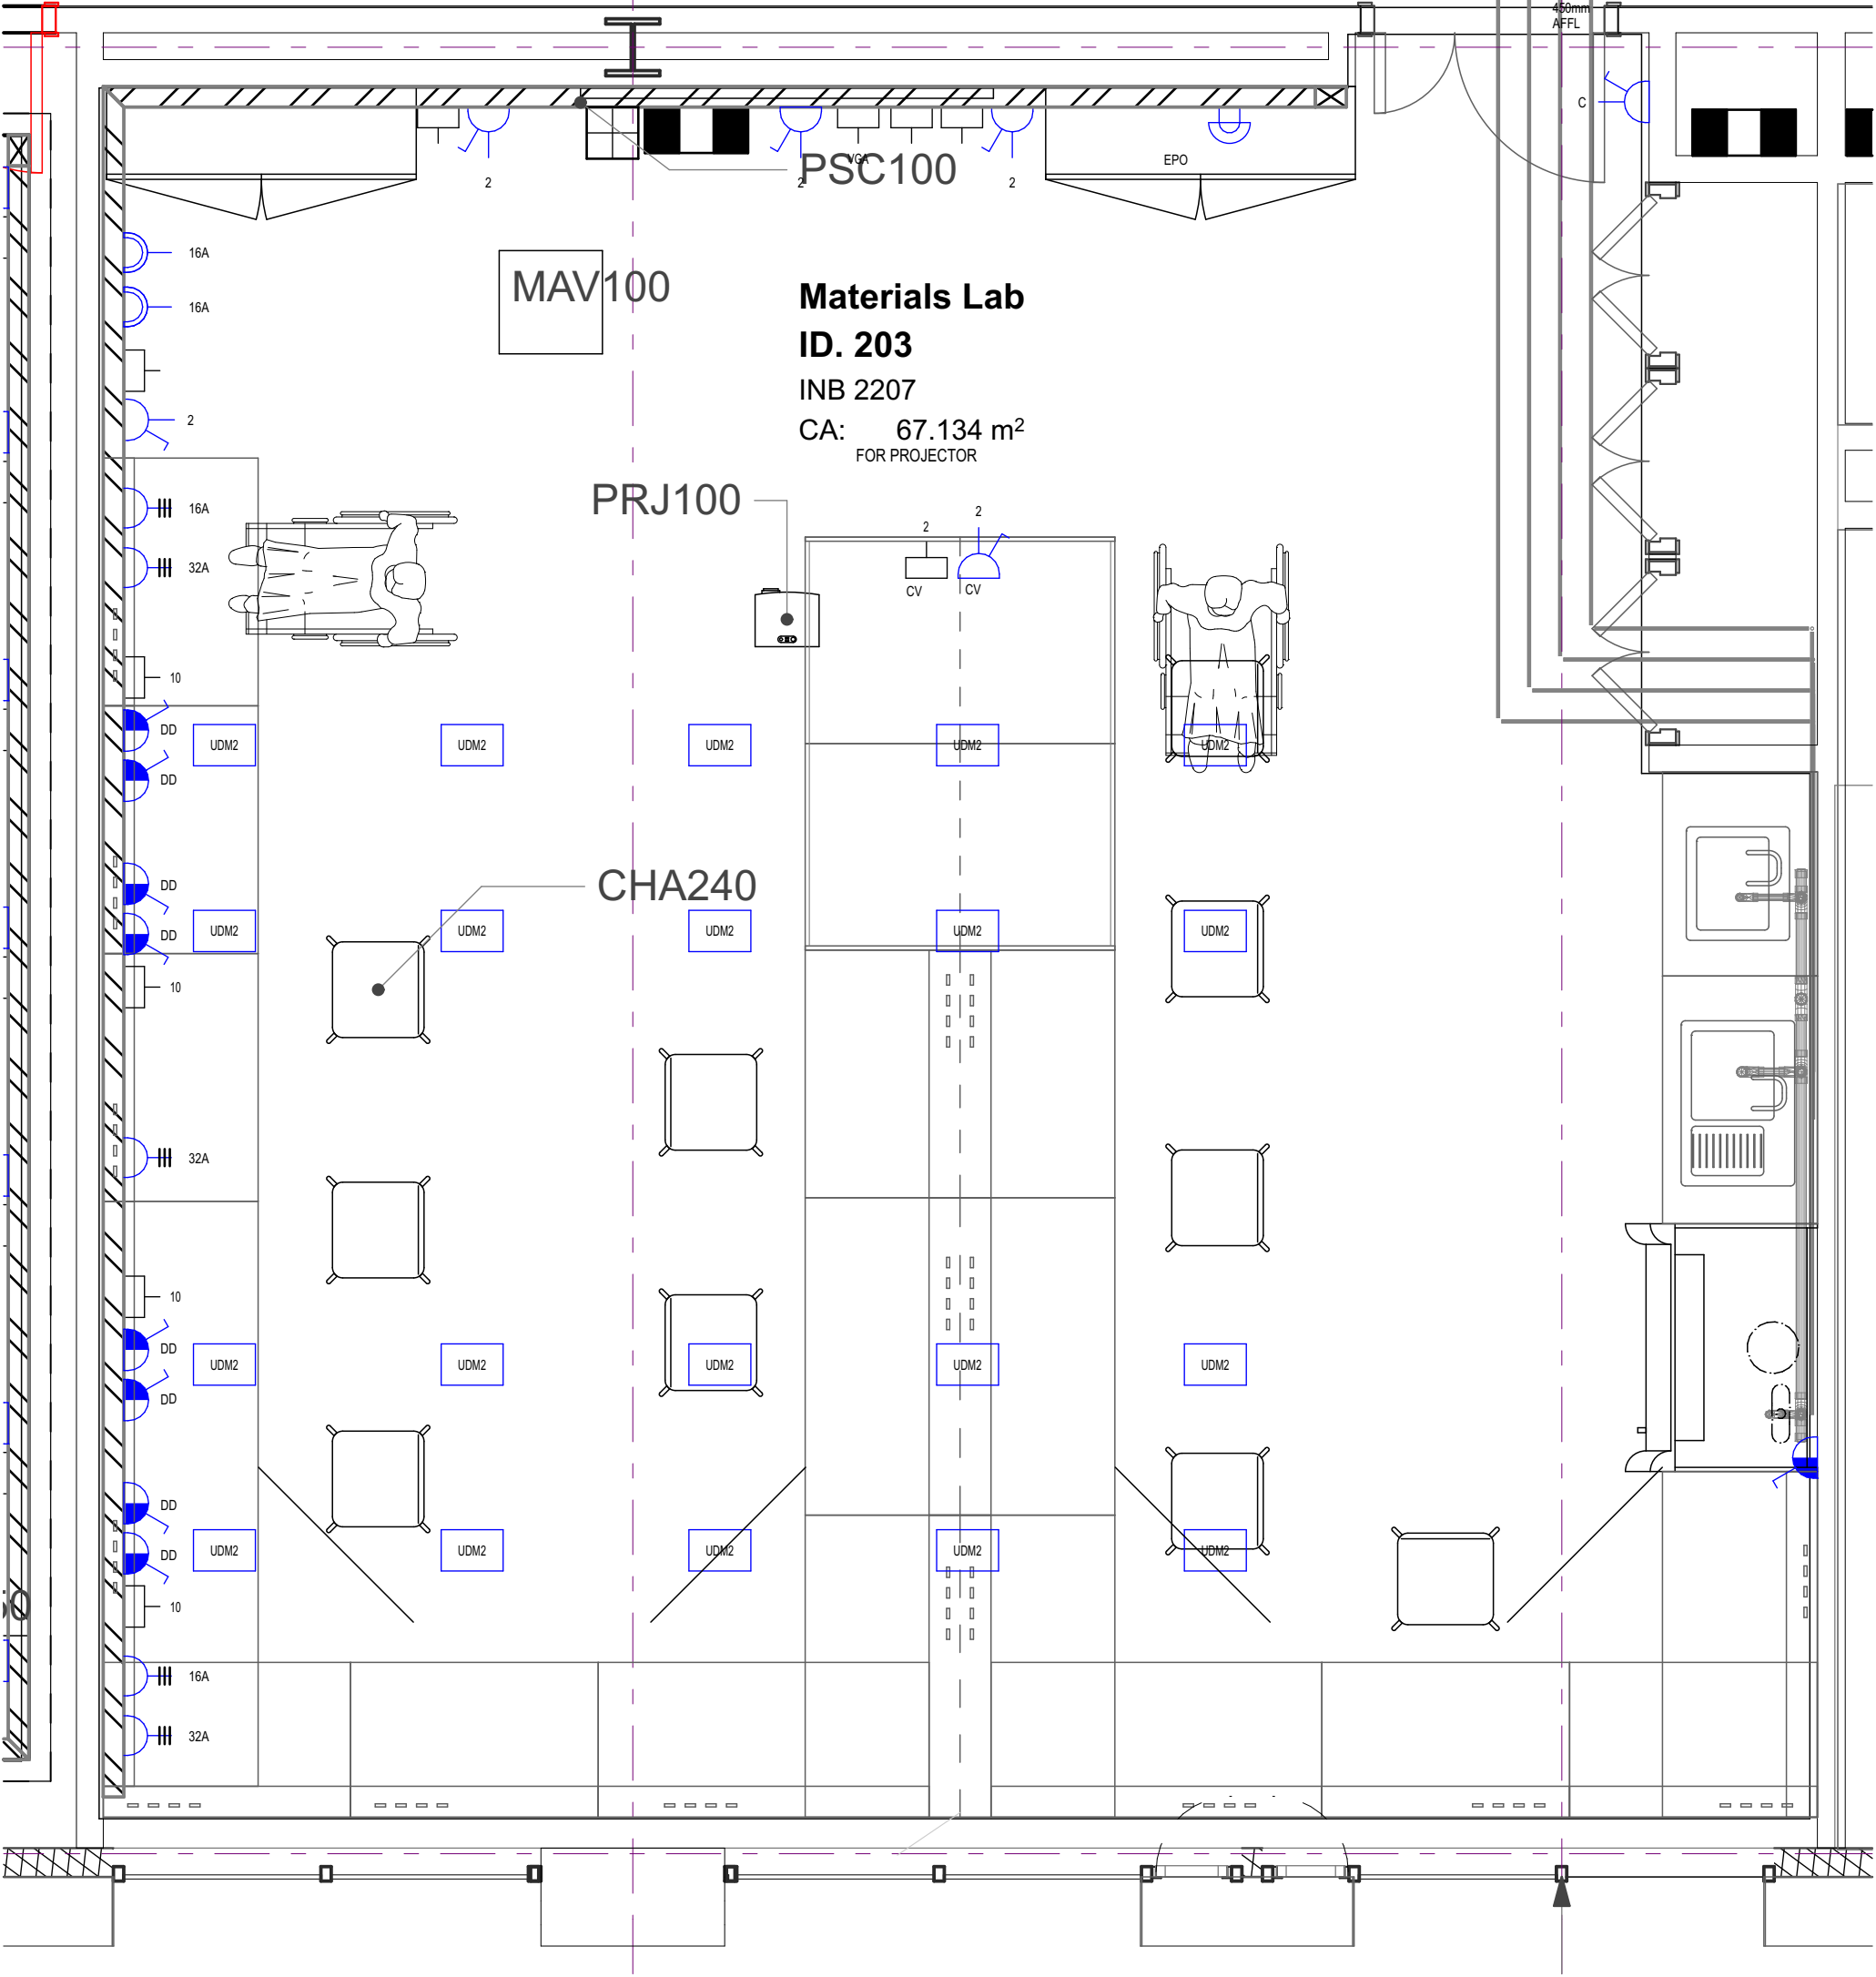 450mm
AFFL
C
VGA
EPO
PSC100
2
2
2
16A
MAV100
Materials Lab
16A
ID. 203
INB 2207
2
CA: 67.134 m²
FOR PROJECTOR
PRJ100
16A
2
2
32A
CV
CV
10
DD
UDM2
UDM2
UDM2
UDM2
UDM2
DD
CHA240
DD
UDM2
UDM2
UDM2
UDM2
UDM2
DD
10
32A
10
DD
UDM2
UDM2
UDM2
UDM2
UDM2
DD
DD
UDM2
UDM2
UDM2
UDM2
UDM2
DD
10
16A
32A